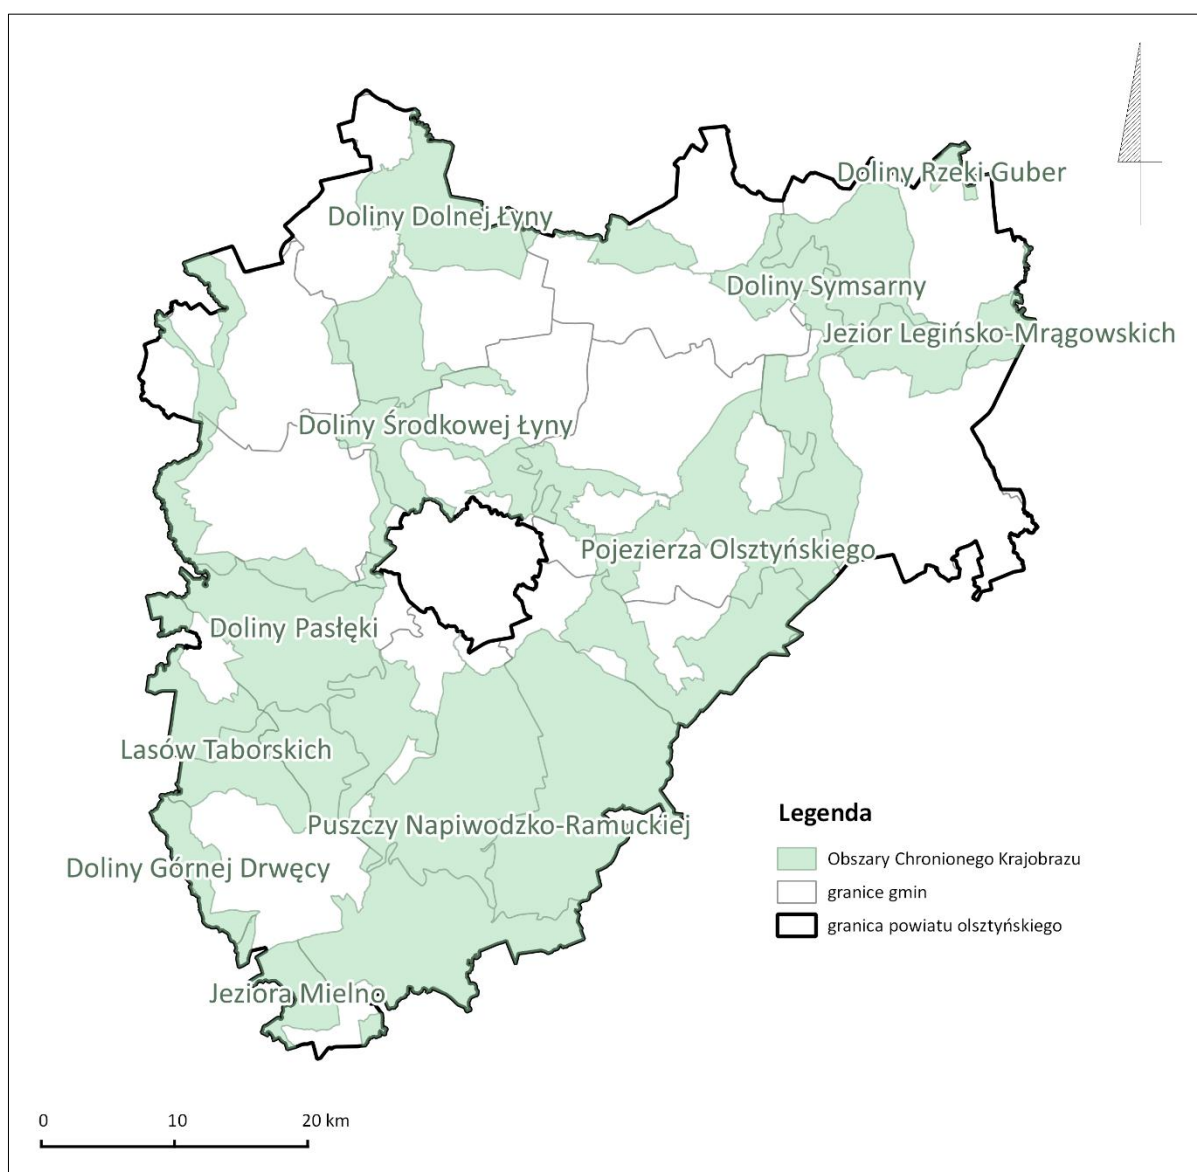 Doliny Rzeki Guber
Doliny Dolnej Łyny
Doliny Symsarny
Jezior Legińsko-Mrągowskich
Doliny Środkowej Łyny
Pojezierza Olsztyńskiego
Doliny Pasłęki
Lasów Taborskich
Puszczy Napiwodzko-Ramuckiej
Doliny Górnej Drwęcy
Jeziora Mielno
Legenda
Obszary Chronionego Krajobrazu
granice gmin
granica powiatu olsztyńskiego
0 10 20 km